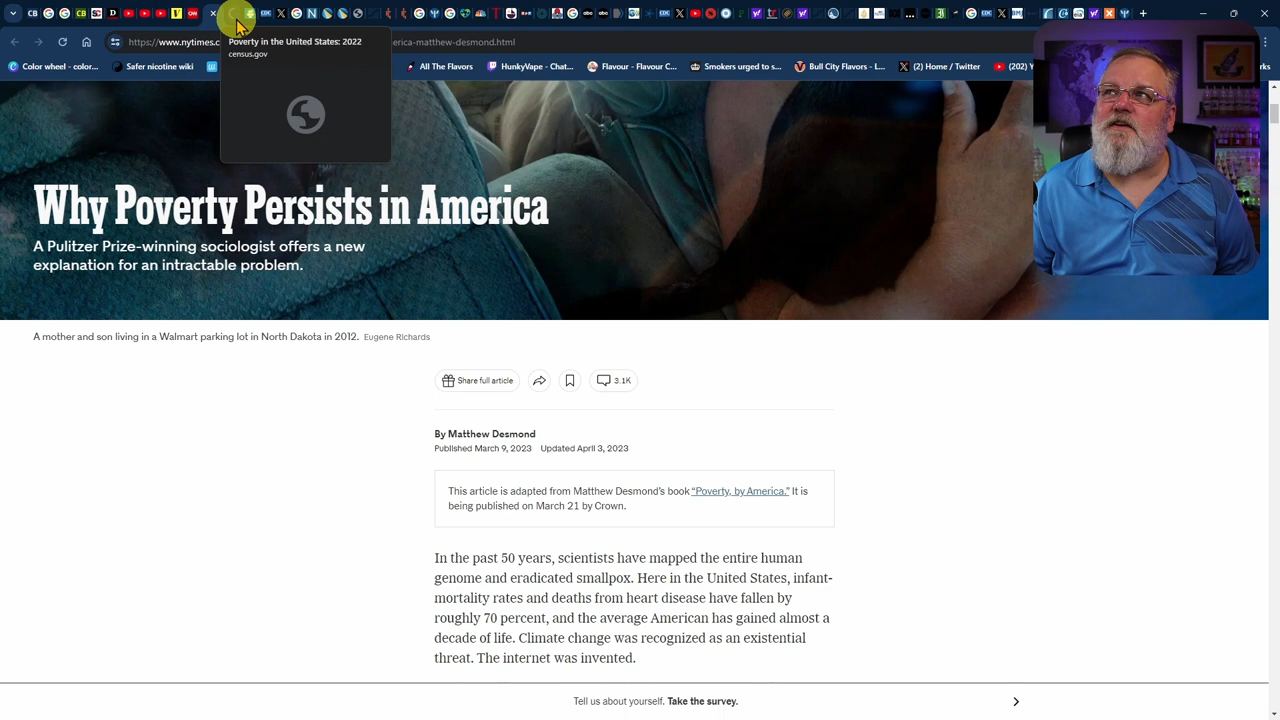 https://www.nytimes.c
erica-matthew-desmond.html
Poverty in the United States: 2022
census.gov
Color wheel - color...
Safer nicotine wiki
All The Flavors
HunkyVape - Chat...
Flavour - Flavour C...
Smokers urged to s...
Bull City Flavors - L...
(2) Home / Twitter
(202) Y
rks
Why Poverty Persists in America
A Pulitzer Prize-winning sociologist offers a new
explanation for an intractable problem.
A mother and son living in a Walmart parking lot in North Dakota in 2012. Eugene Richards
Share full article
3.1K
By Matthew Desmond
Published March 9, 2023 Updated April 3, 2023
This article is adapted from Matthew Desmond's book “Poverty, by America.” It is
being published on March 21 by Crown.
In the past 50 years, scientists have mapped the entire human
genome and eradicated smallpox. Here in the United States, infant-
mortality rates and deaths from heart disease have fallen by
roughly 70 percent, and the average American has gained almost a
decade of life. Climate change was recognized as an existential
threat. The internet was invented.
Tell us about yourself. Take the survey.